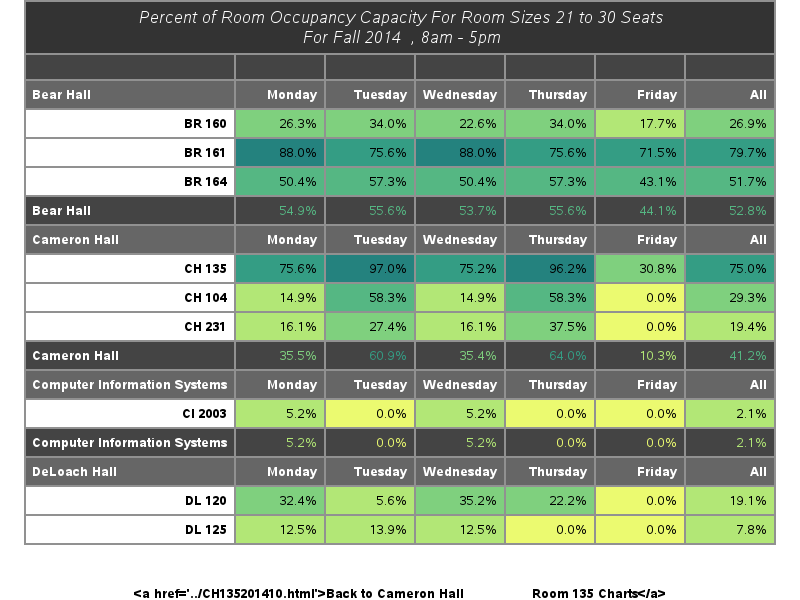 Percent of Room Occupancy Capacity For Room Sizes 21 to 30 Seats
For Fall 2014 , 8am - 5pm
Bear Hall Monday Tuesday Wednesday Thursday Friday All
BR 160 26.3% 34.0% 22.6% 34.0% 17.7% 26.9%
BR 161 88.0% 75.6% 88.0% 75.6% 71.5% 79.7%
BR 164 50.4% 57.3% 50.4% 57.3% 43.1% 51.7%
Bear Hall 54.9% 55.6% 53.7% 55.6% 44.1% 52.8%
Cameron Hall Monday Tuesday Wednesday Thursday Friday All
CH 135 75.6% 97.0% 75.2% 96.2% 30.8% 75.0%
CH 104 14.9% 58.3% 14.9% 58.3% 0.0% 29.3%
CH 231 16.1% 27.4% 16.1% 37.5% 0.0% 19.4%
Cameron Hall 35.5% 60.9% 35.4% 64.0% 10.3% 41.2%
Computer Information Systems Monday Tuesday Wednesday Thursday Friday All
CI 2003 5.2% 0.0% 5.2% 0.0% 0.0% 2.1%
Computer Information Systems 5.2% 0.0% 5.2% 0.0% 0.0% 2.1%
DeLoach Hall Monday Tuesday Wednesday Thursday Friday All
DL 120 32.4% 5.6% 35.2% 22.2% 0.0% 19.1%
DL 125 12.5% 13.9% 12.5% 0.0% 0.0% 7.8%
<a href='../CH135201410.html'>Back to Cameron Hall Room 135 Charts</a>